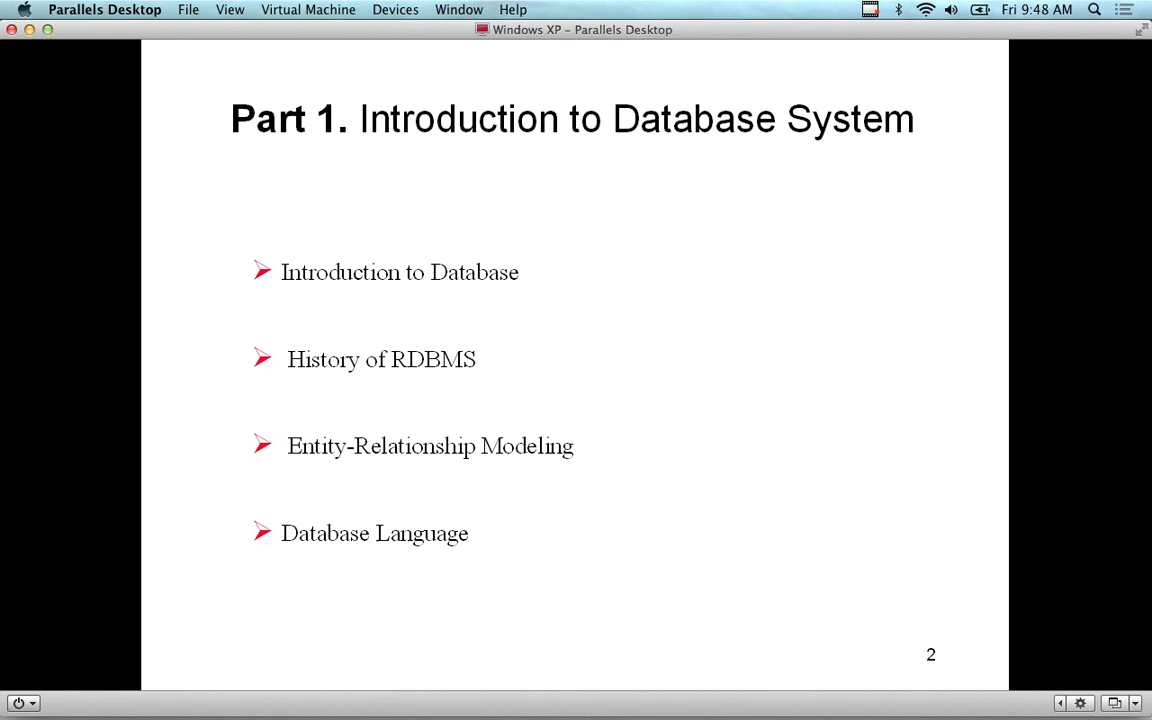 Parallels Desktop File View Virtual Machine Devices Window Help Fri 9:48 AM
Windows XP – Parallels Desktop
Part 1. Introduction to Database System
Introduction to Database
History of RDBMS
Entity-Relationship Modeling
Database Language
2